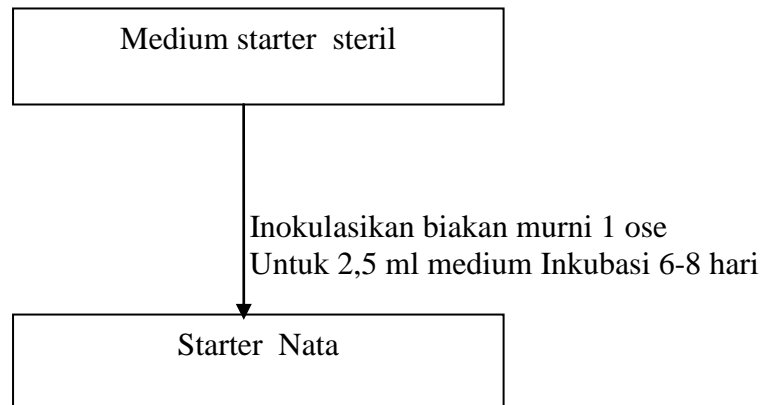 Medium starter steril
Inokulasikan biakan murni 1 ose
Untuk 2,5 ml medium Inkubasi 6-8 hari
Starter Nata